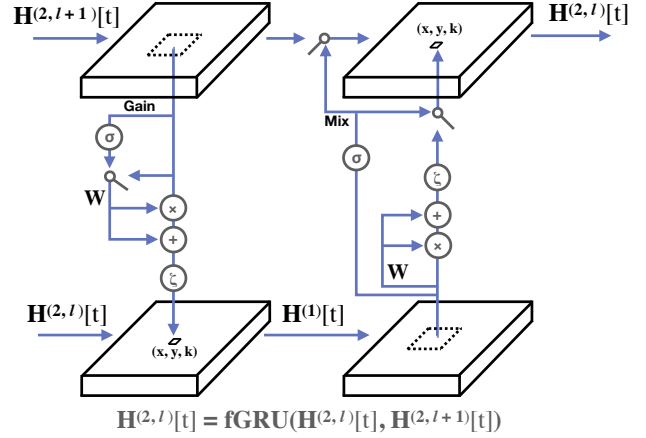 H(2, l+1)[t]
H(2, l)[t]
(x, y, k)
Gain
Mix
σ
σ
W
ζ
×
+
+
×
W
ζ
H(2, l)[t]
H(1)[t]
(x, y, k)
H(2, l)[t] = fGRU(H(2, l)[t], H(2, l+1)[t])